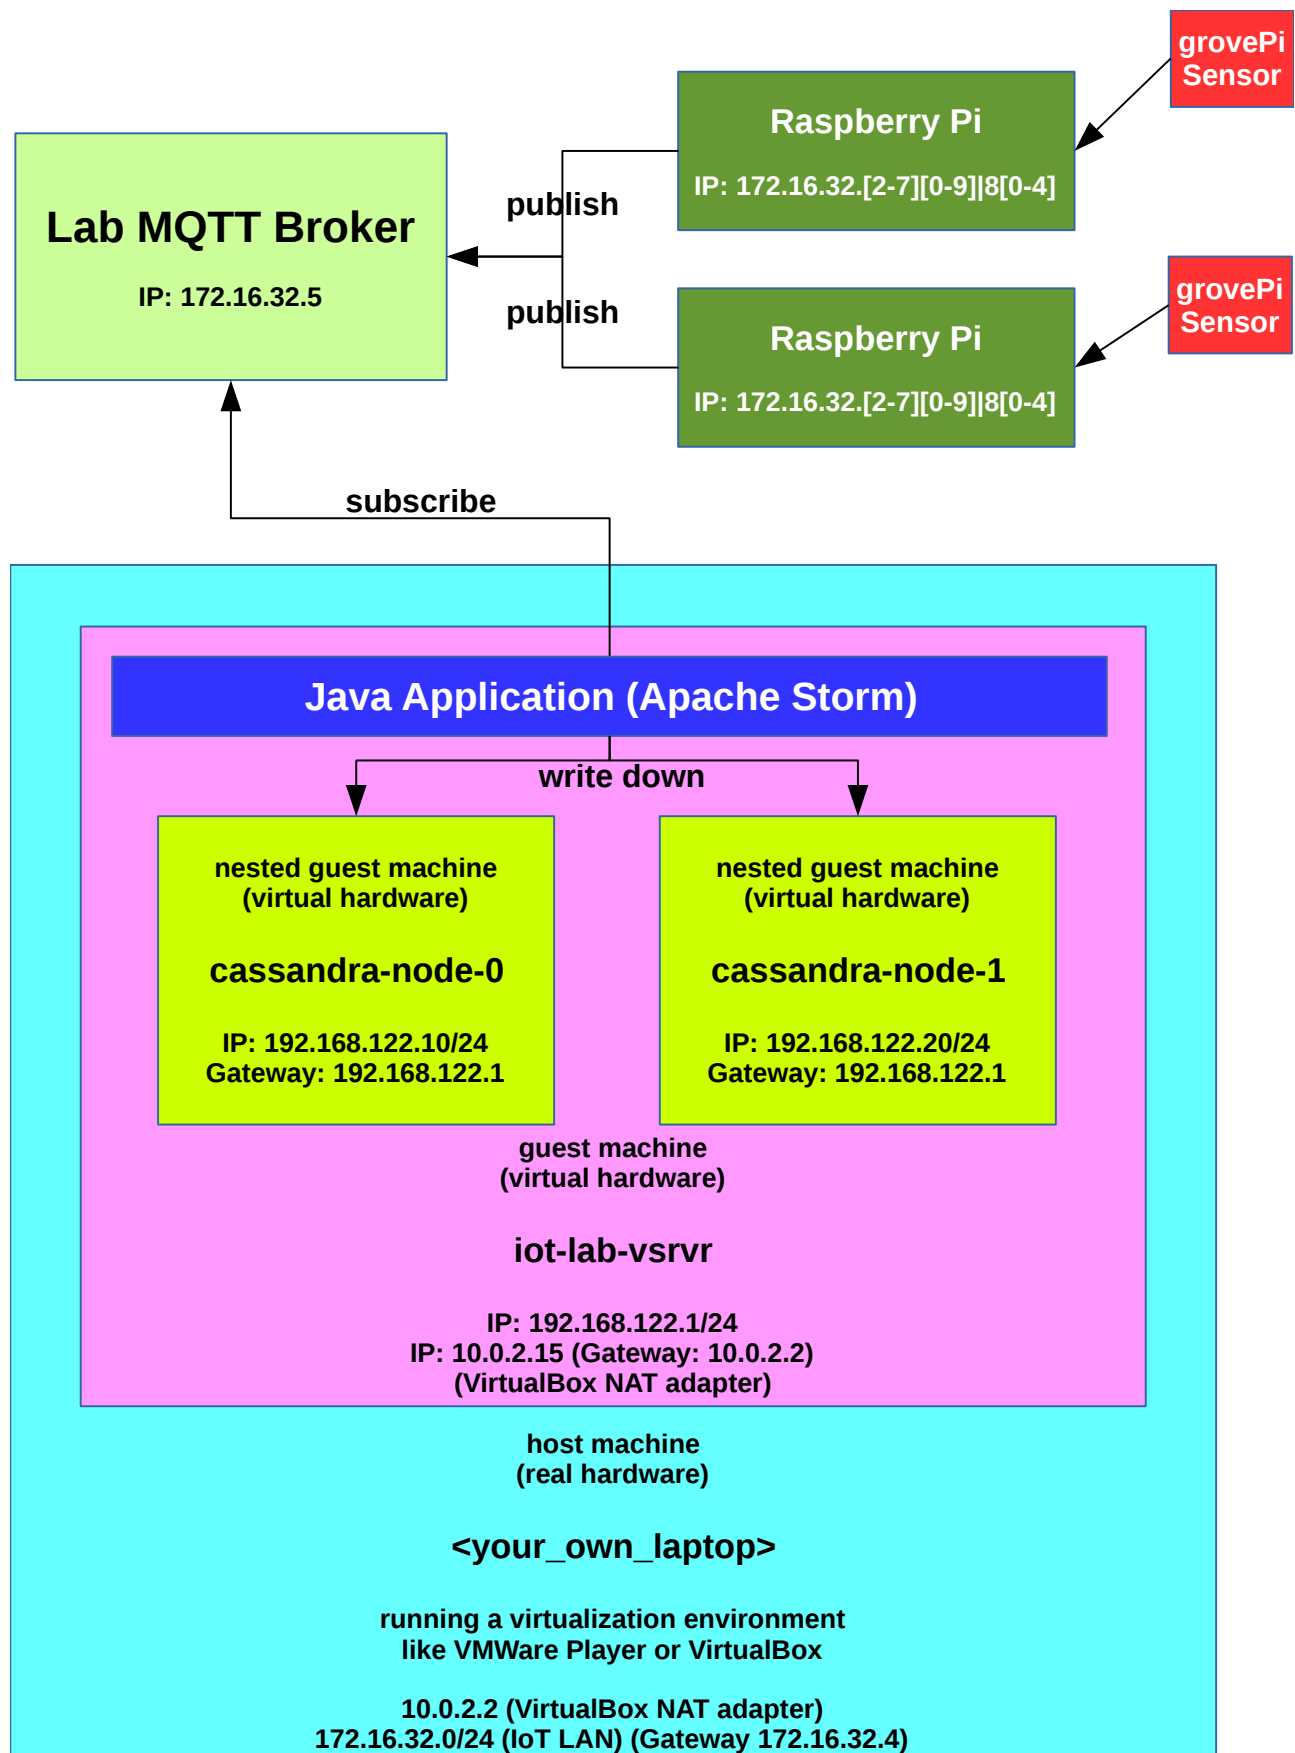 grovePi
Sensor
Raspberry Pi
IP: 172.16.32.[2-7][0-9]|8[0-4]
Lab MQTT Broker
IP: 172.16.32.5
publish
publish
grovePi
Sensor
Raspberry Pi
IP: 172.16.32.[2-7][0-9]|8[0-4]
subscribe
Java Application (Apache Storm)
write down
nested guest machine
(virtual hardware)
cassandra-node-0
IP: 192.168.122.10/24
Gateway: 192.168.122.1
nested guest machine
(virtual hardware)
cassandra-node-1
IP: 192.168.122.20/24
Gateway: 192.168.122.1
guest machine
(virtual hardware)
iot-lab-vsrvr
IP: 192.168.122.1/24
IP: 10.0.2.15 (Gateway: 10.0.2.2)
(VirtualBox NAT adapter)
host machine
(real hardware)
<your_own_laptop>
running a virtualization environment
like VMWare Player or VirtualBox
10.0.2.2 (VirtualBox NAT adapter)
172.16.32.0/24 (IoT LAN) (Gateway 172.16.32.4)